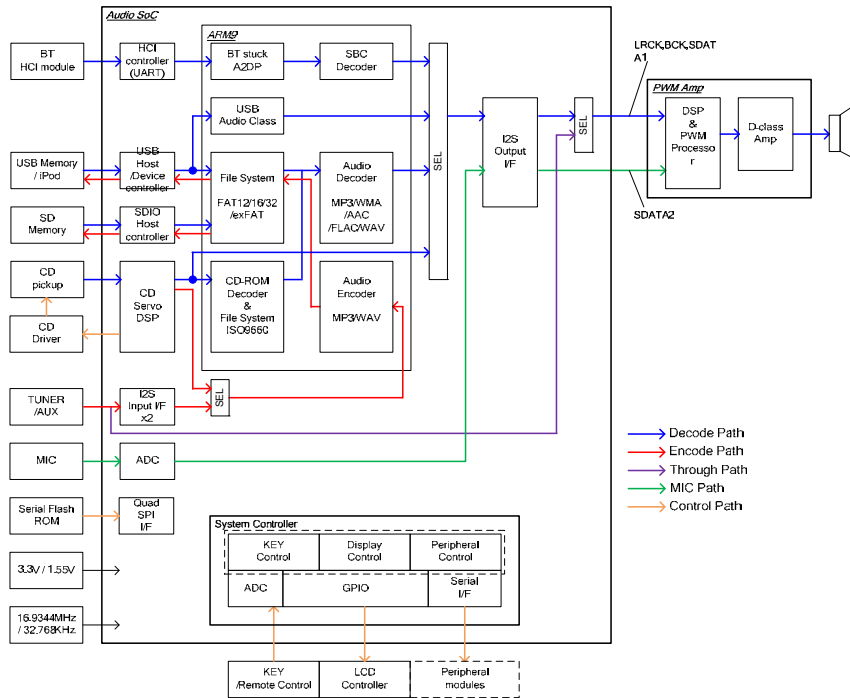 Audio SoC
ARM9
BT
HCI module
HCI
controller
(UART)
BT stuck
A2DP
SBC
Decoder
LRCK,BCK,SDAT
A1
PWM Amp
USB
Audio Class
SEL
I2S
Output
I/F
SEL
DSP
&
PWM
Processo
r
D-class
Amp
USB Memory
/ iPod
USB
Host
/Device
controller
File System
FAT12/16/32
/exFAT
Audio
Decoder
MP3/WMA
/AAC
/FLAC/WAV
SDATA2
SD
Memory
SDIO
Host
controller
CD
pickup
CD
Servo
DSP
CD-ROM
Decoder
&
File System
ISO9660
Audio
Encoder
MP3/WAV
CD
Driver
TUNER
/AUX
I2S
Input I/F
x2
SEL
MIC
ADC
Decode Path
Encode Path
Through Path
MIC Path
Control Path
Serial Flash
ROM
Quad
SPI
I/F
System Controller
KEY
Control
Display
Control
Peripheral
Control
3.3V / 1.55V
ADC
GPIO
Serial
I/F
16.9344MHz
/ 32.768KHz
KEY
/Remote Control
LCD
Controller
Peripheral
modules